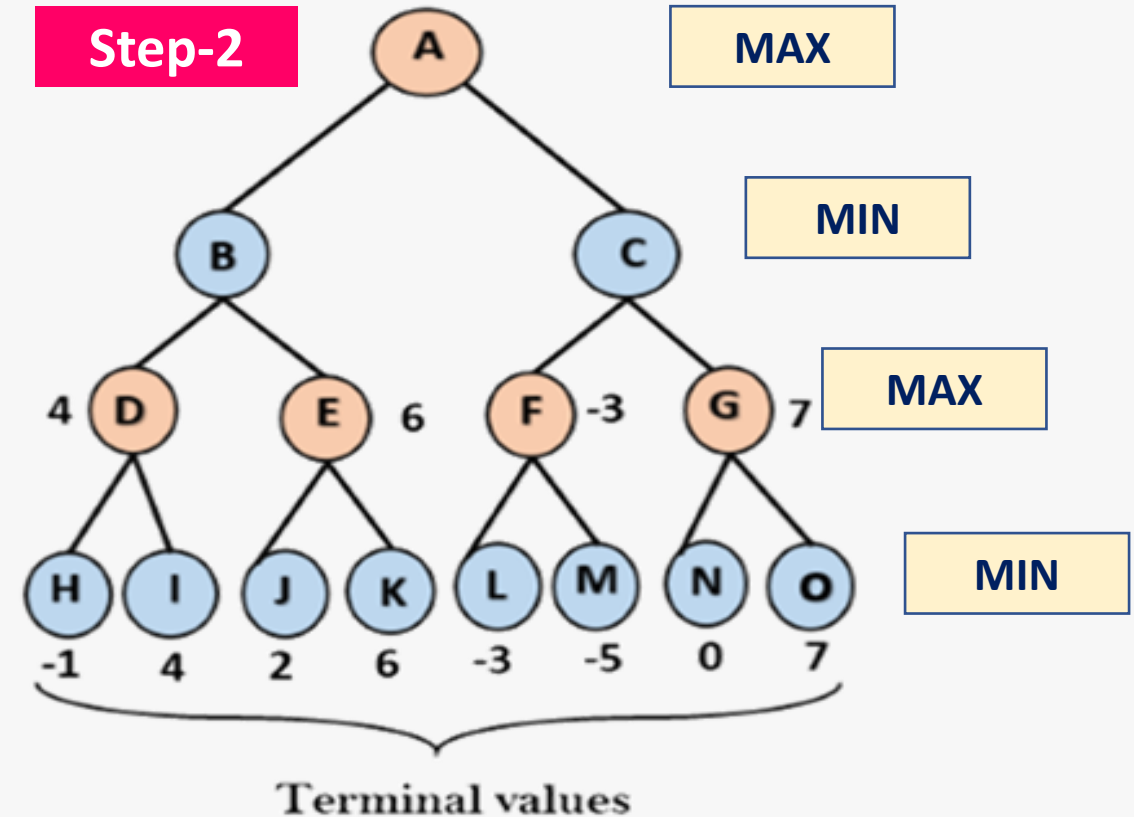 Step-2
A
MAX
B
C
MIN
4 D
E 6
F -3
G 7
MAX
H I J K L M N O
MIN
-1 4 2 6 -3 -5 0 7
Terminal values